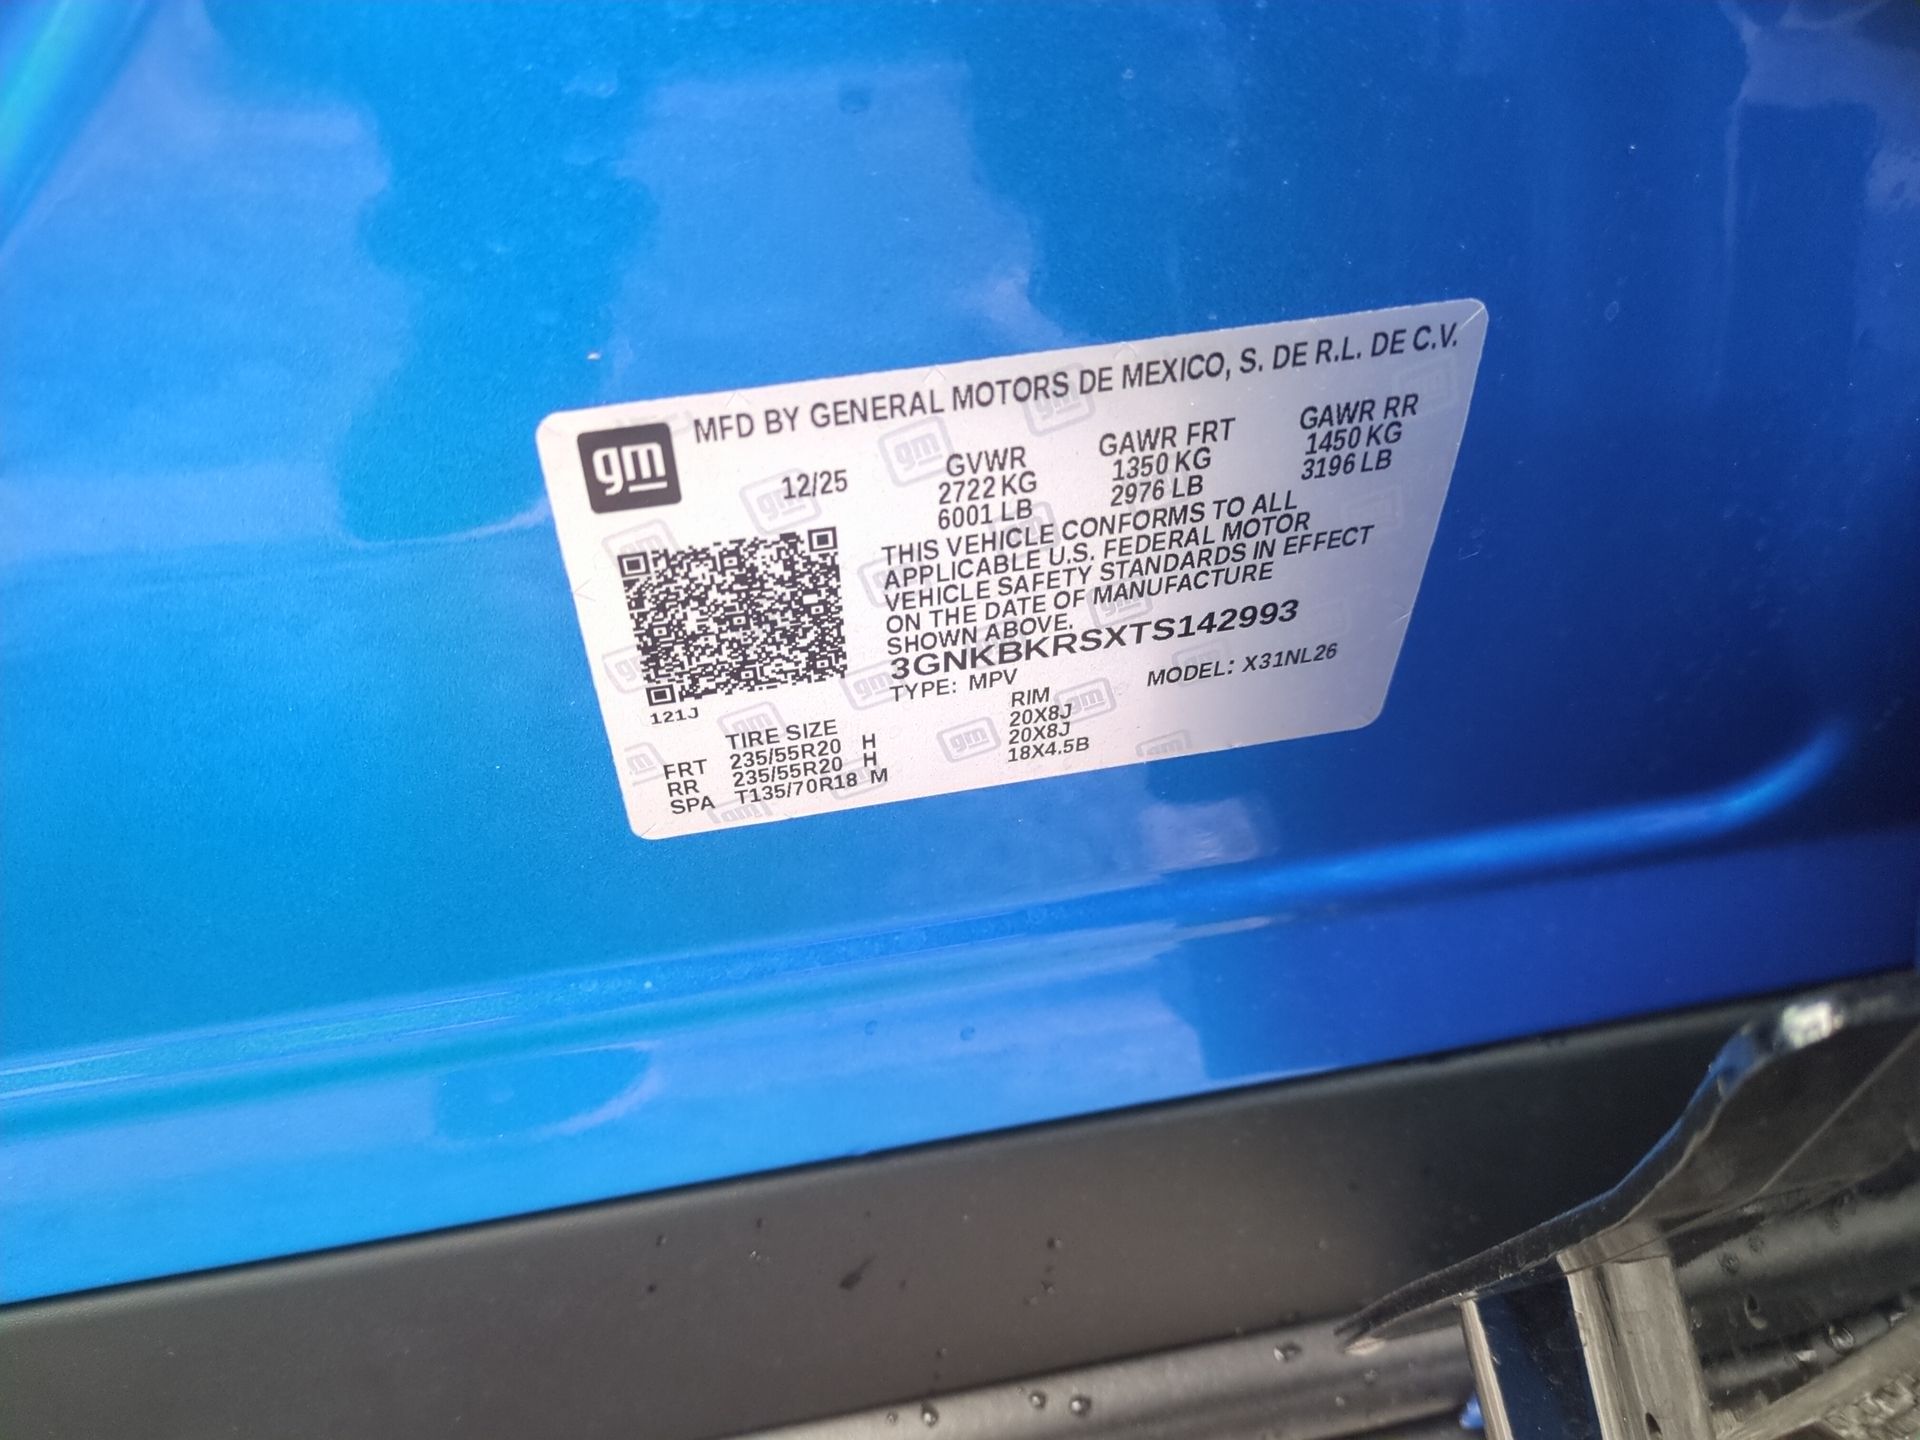 gm
MFD BY GENERAL MOTORS DE MEXICO, S. DE R.L. DE C.V.
12/25
GVWR
2722 KG
6001 LB
GAWR FRT
1350 KG
2976 LB
GAWR RR
1450 KG
3196 LB
THIS VEHICLE CONFORMS TO ALL
APPLICABLE U.S. FEDERAL MOTOR
VEHICLE SAFETY STANDARDS IN EFFECT
ON THE DATE OF MANUFACTURE
SHOWN ABOVE.
3GNKBKRSXTS142993
TYPE: MPV
MODEL: X31NL26
121J
TIRE SIZE RIM
FRT 235/55R20 H 20X8J
RR 235/55R20 H 20X8J
SPA T135/70R18 M 18X4.5B